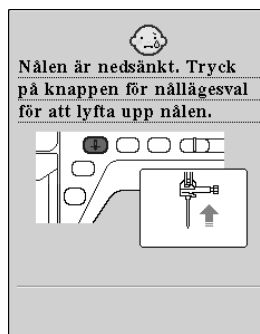 Nålen är nedsänkt. Tryck
på knappen för nållägesval
för att lyfta upp nålen.